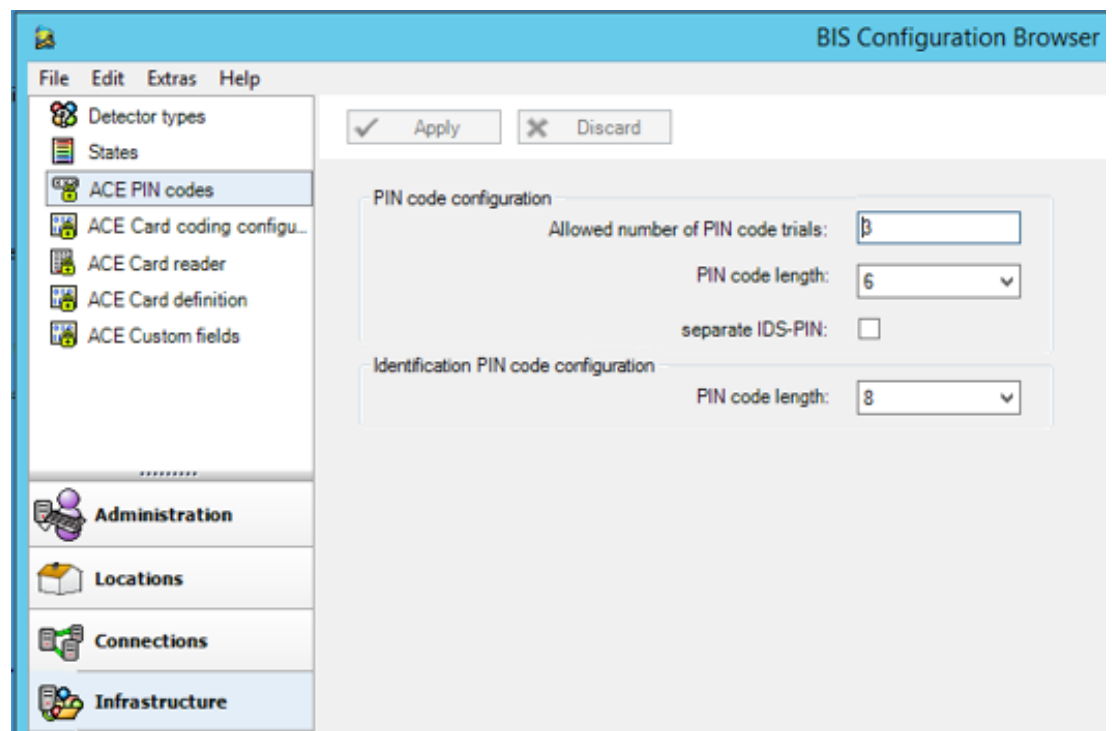 BIS Configuration Browser
File Edit Extras Help
Detector types
States
ACE PIN codes
ACE Card coding configu...
ACE Card reader
ACE Card definition
ACE Custom fields
Administration
Locations
Connections
Infrastructure
Apply Discard
PIN code configuration
Allowed number of PIN code trials: 3
PIN code length: 6
separate IDS-PIN:
Identification PIN code configuration
PIN code length: 8